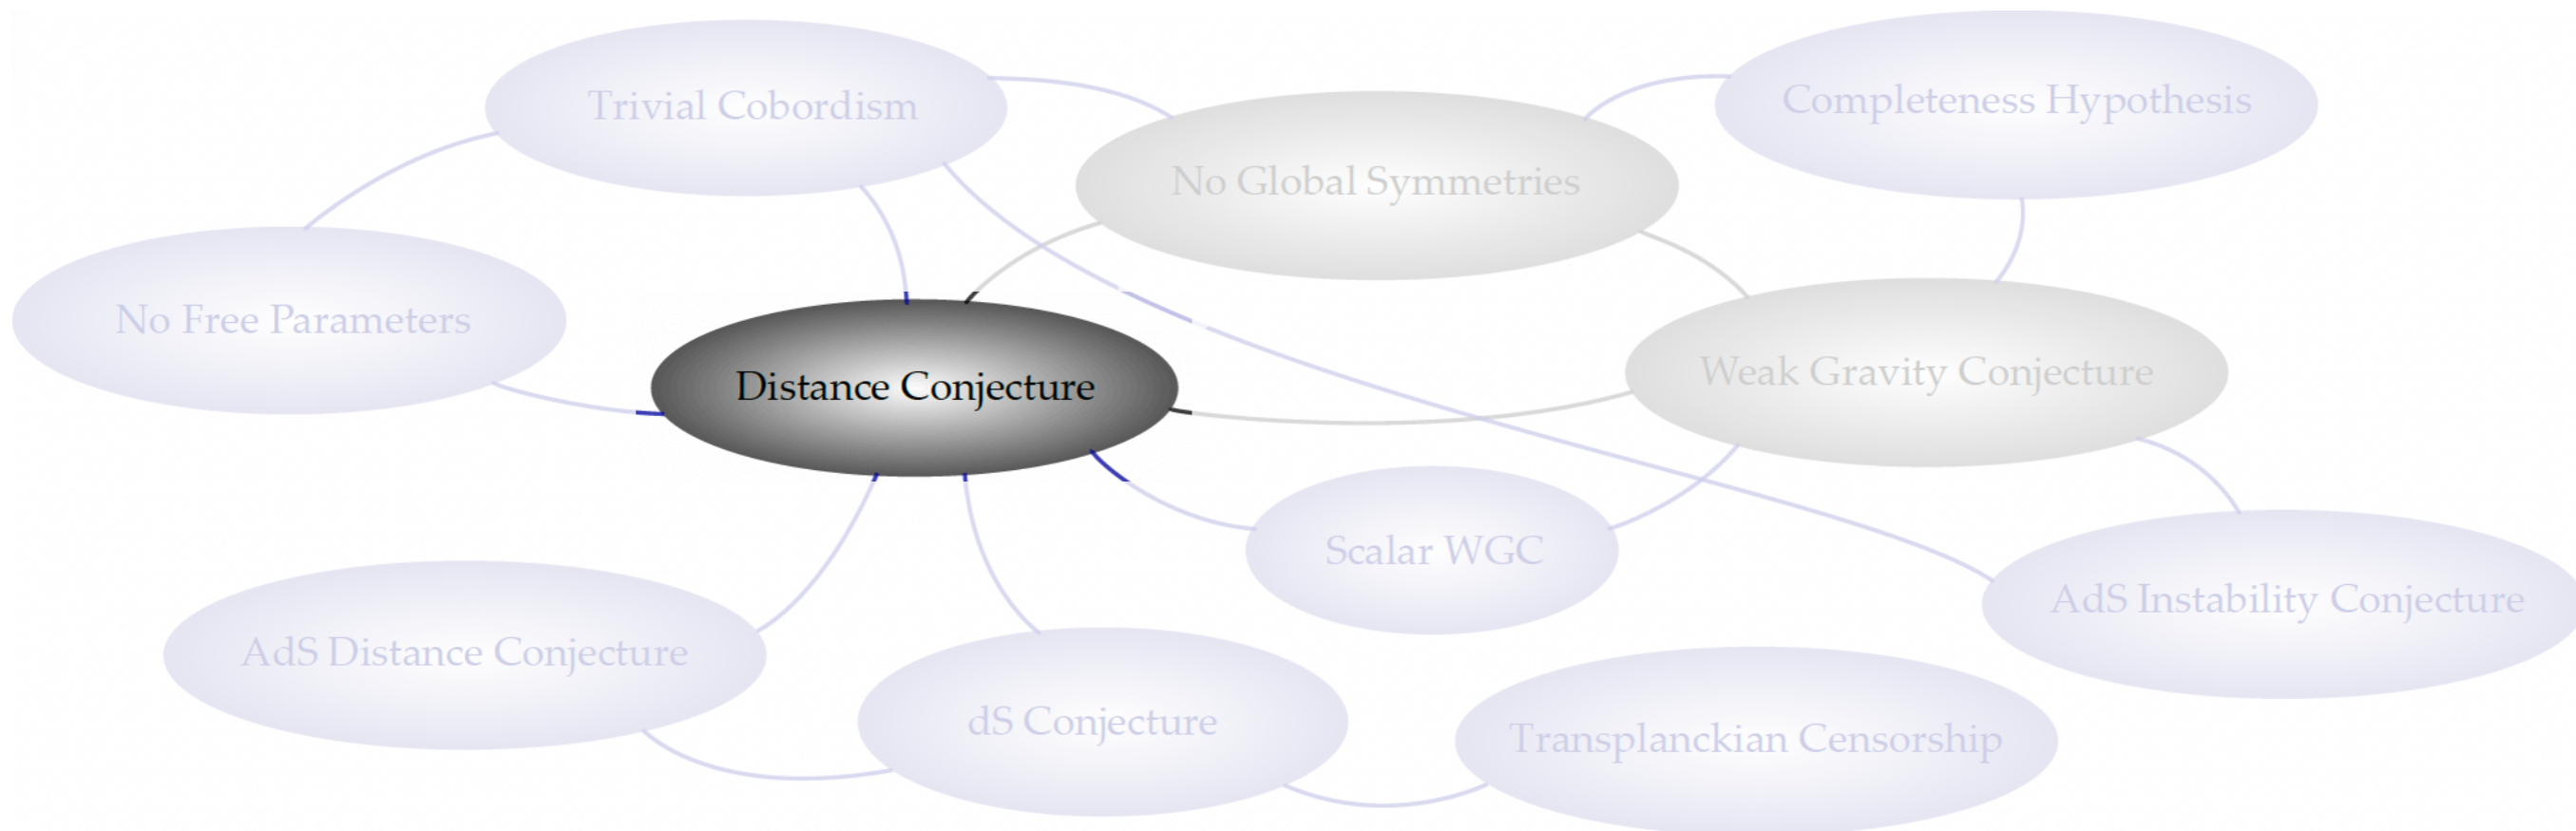 Trivial Cobordism
Completeness Hypothesis
No Global Symmetries
No Free Parameters
Distance Conjecture
Weak Gravity Conjecture
Scalar WGC
AdS Instability Conjecture
AdS Distance Conjecture
dS Conjecture
Transplanckian Censorship